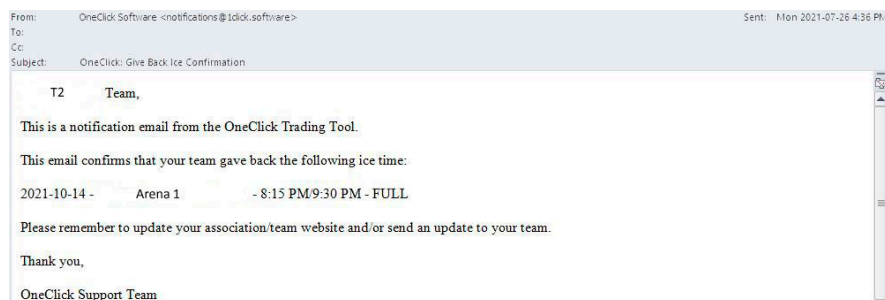 From: OneClick Software <notifications@1click.software> Sent: Mon 2021-07-26 4:36 PM
To:
Cc:
Subject: OneClick: Give Back Ice Confirmation
T2 Team,
This is a notification email from the OneClick Trading Tool.
This email confirms that your team gave back the following ice time:
2021-10-14 - Arena 1 - 8:15 PM/9:30 PM - FULL
Please remember to update your association/team website and/or send an update to your team.
Thank you,
OneClick Support Team